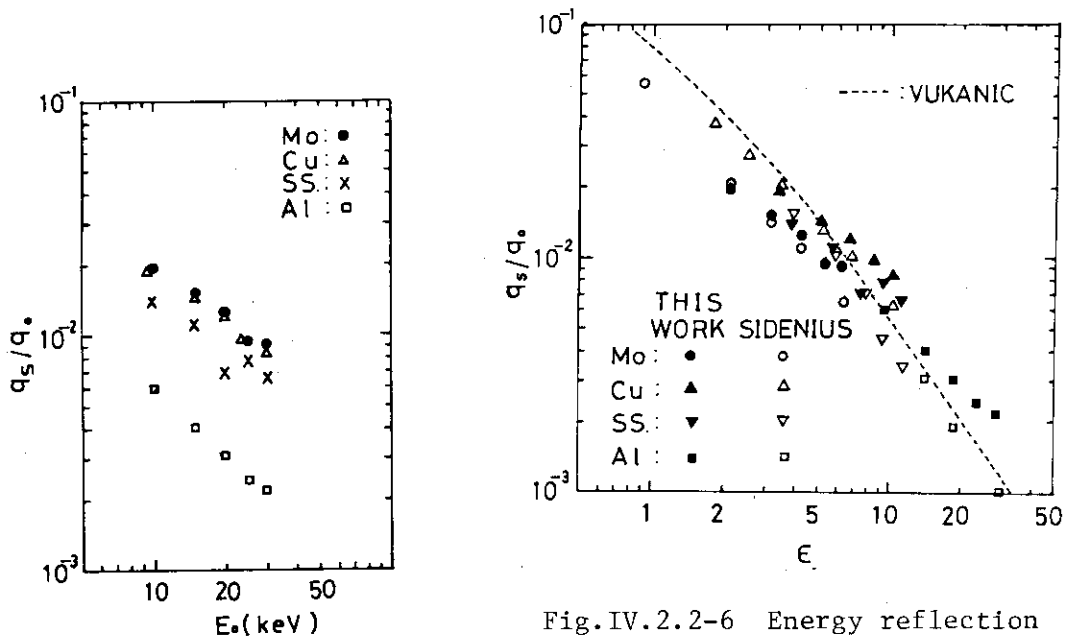 10⁻¹
10⁻²
10⁻³
qs/q₀
Mo : ●
Cu : △
SS. : ×
Al : □
10 20 30 50
E₀(keV)
10⁻¹
10⁻²
10⁻³
qs/q₀
-----:VUKANIC
THIS
WORK SIDENIUS
Mo : ● ○
Cu : ▲ △
SS. : ▼ ▽
Al : ■ □
1 2 5 10 20 50
ε
Fig.IV.2.2-6 Energy reflection